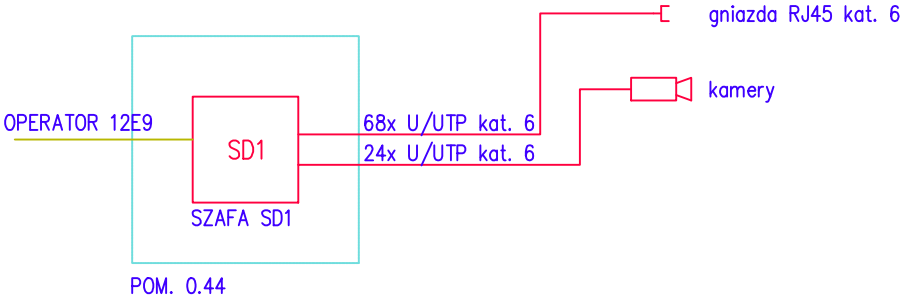 gniazda RJ45 kat. 6
kamery
OPERATOR 12E9
68x U/UTP kat. 6
SD1
24x U/UTP kat. 6
SZAFA SD1
POM. 0.44